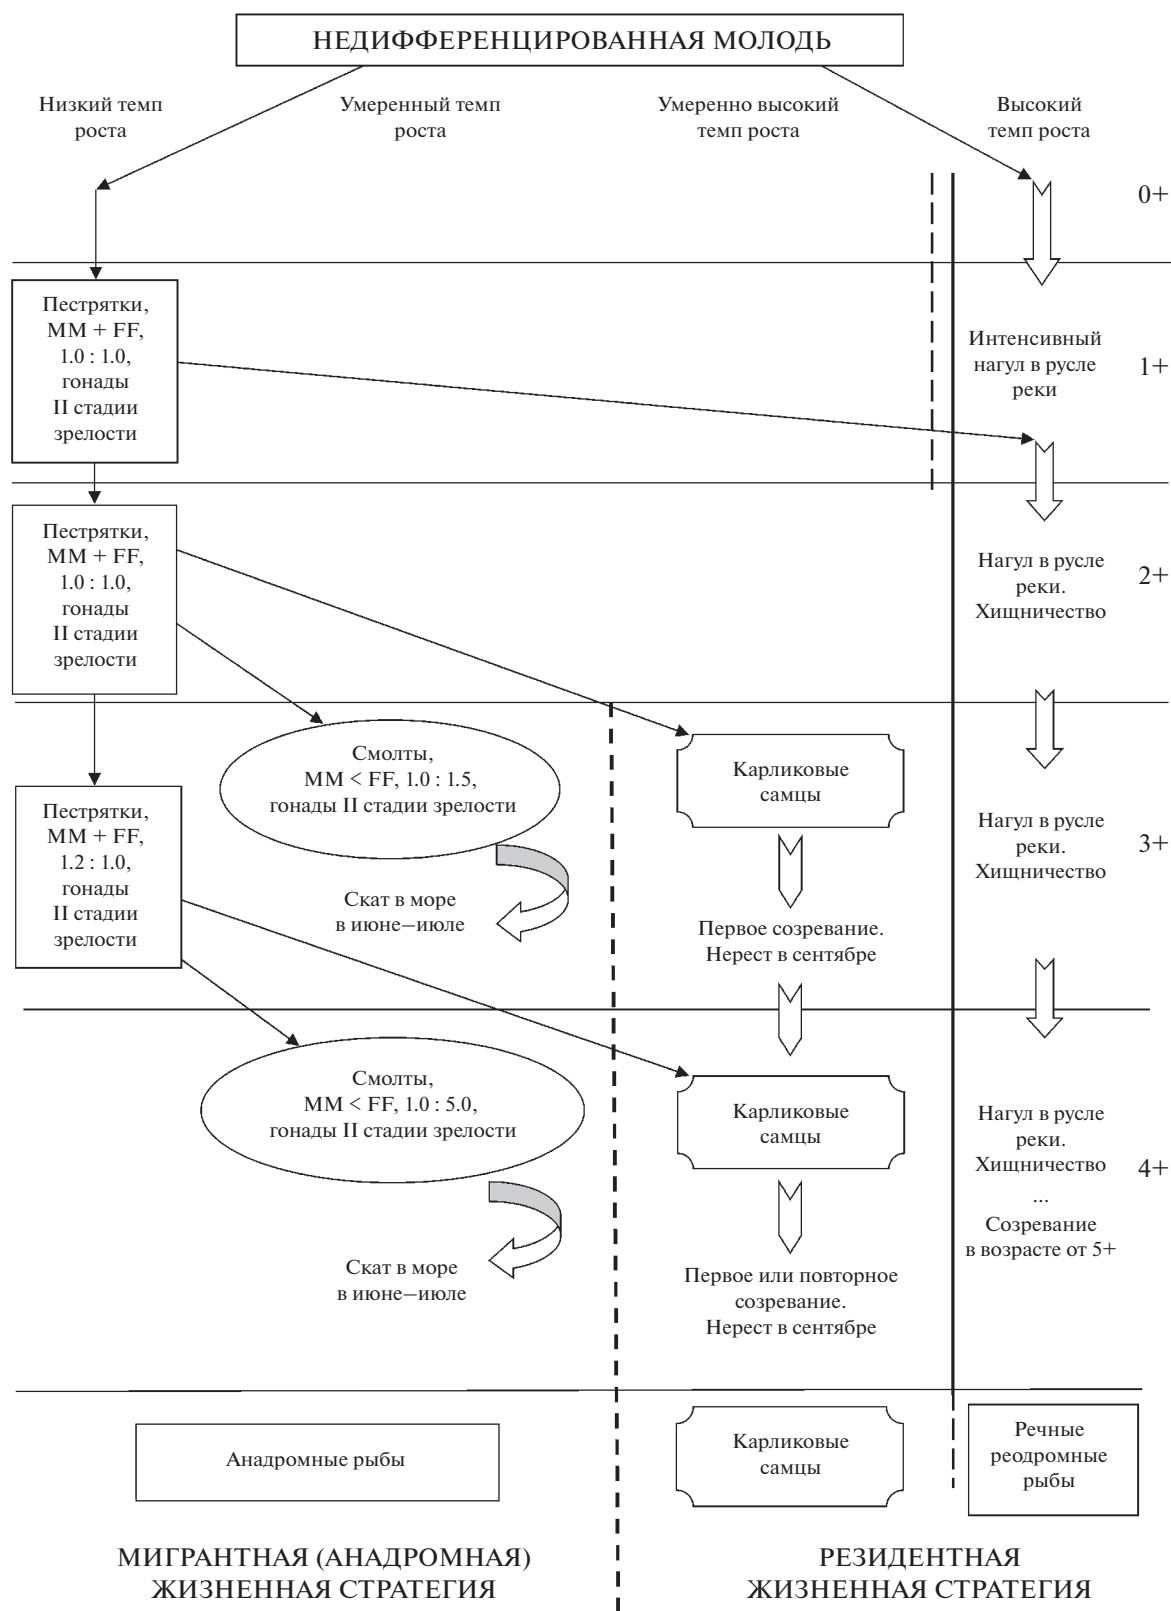 НЕДИФФЕРЕНЦИРОВАННАЯ МОЛОДЬ
Низкий темп
роста
Умеренный темп
роста
Умеренно высокий
темп роста
Высокий
темп роста
0+
Пестрятки,
MM + FF,
1.0 : 1.0,
гонады
II стадии
зрелости
Интенсивный
нагул в русле
реки
1+
Пестрятки,
MM + FF,
1.0 : 1.0,
гонады
II стадии
зрелости
Нагул в русле
реки.
Хищничество
2+
Пестрятки,
MM + FF,
1.2 : 1.0,
гонады
II стадии
зрелости
Смолты,
MM < FF, 1.0 : 1.5,
гонады II стадии зрелости
Скат в море
в июне–июле
Карликовые
самцы
Первое созревание.
Нерест в сентябре
Нагул в русле
реки.
Хищничество
3+
Смолты,
MM < FF, 1.0 : 5.0,
гонады II стадии зрелости
Скат в море
в июне–июле
Карликовые
самцы
Первое или повторное
созревание.
Нерест в сентябре
Нагул в русле
реки.
Хищничество
...
Созревание
в возрасте от 5+
4+
Анадромные рыбы
Карликовые
самцы
Речные
реодромные
рыбы
МИГРАНТНАЯ (АНАДРОМНАЯ)
ЖИЗНЕННАЯ СТРАТЕГИЯ
РЕЗИДЕНТНАЯ
ЖИЗНЕННАЯ СТРАТЕГИЯ